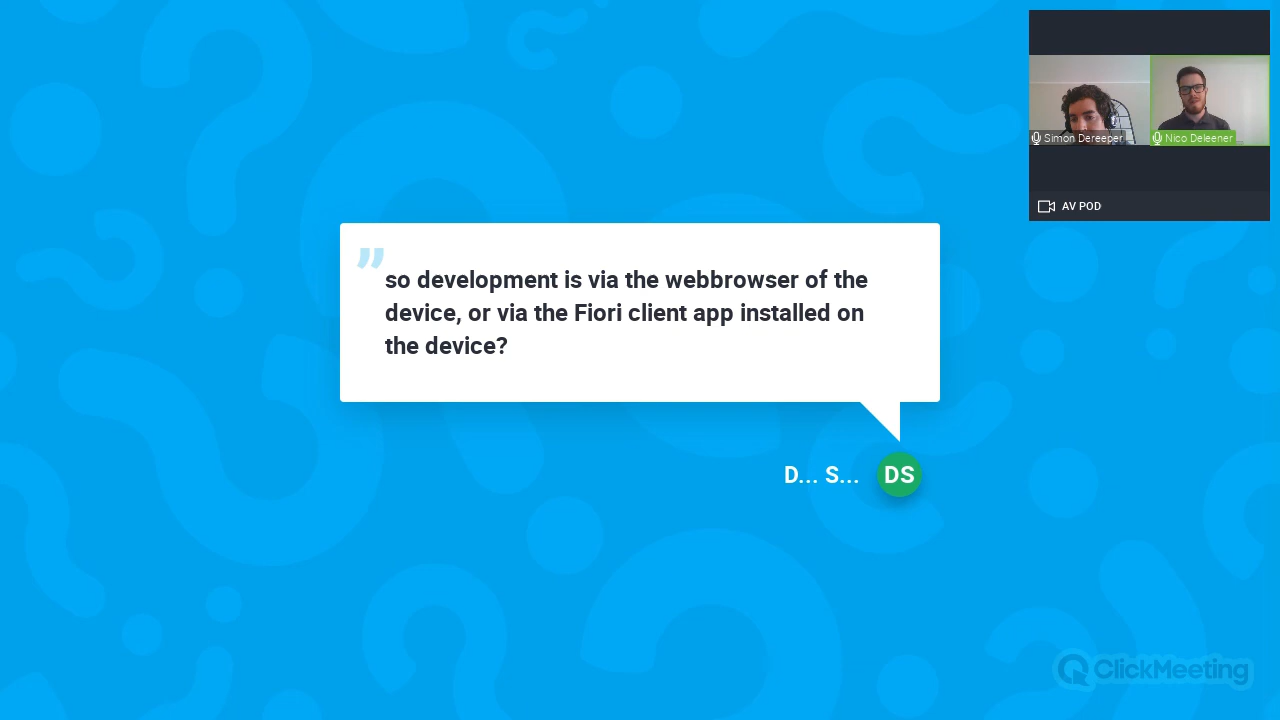 Simon Dereeper
Nico Deleener
AV POD
so development is via the webbrowser of the
device, or via the Fiori client app installed on
the device?
D... S...
DS
ClickMeeting